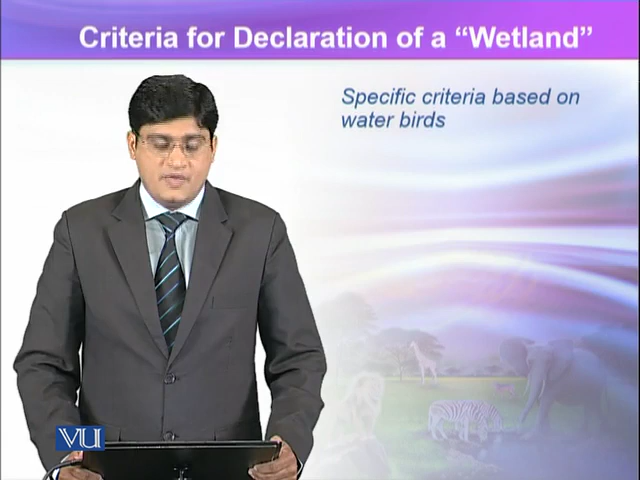 Criteria for Declaration of a “Wetland”
Specific criteria based on
water birds
VU